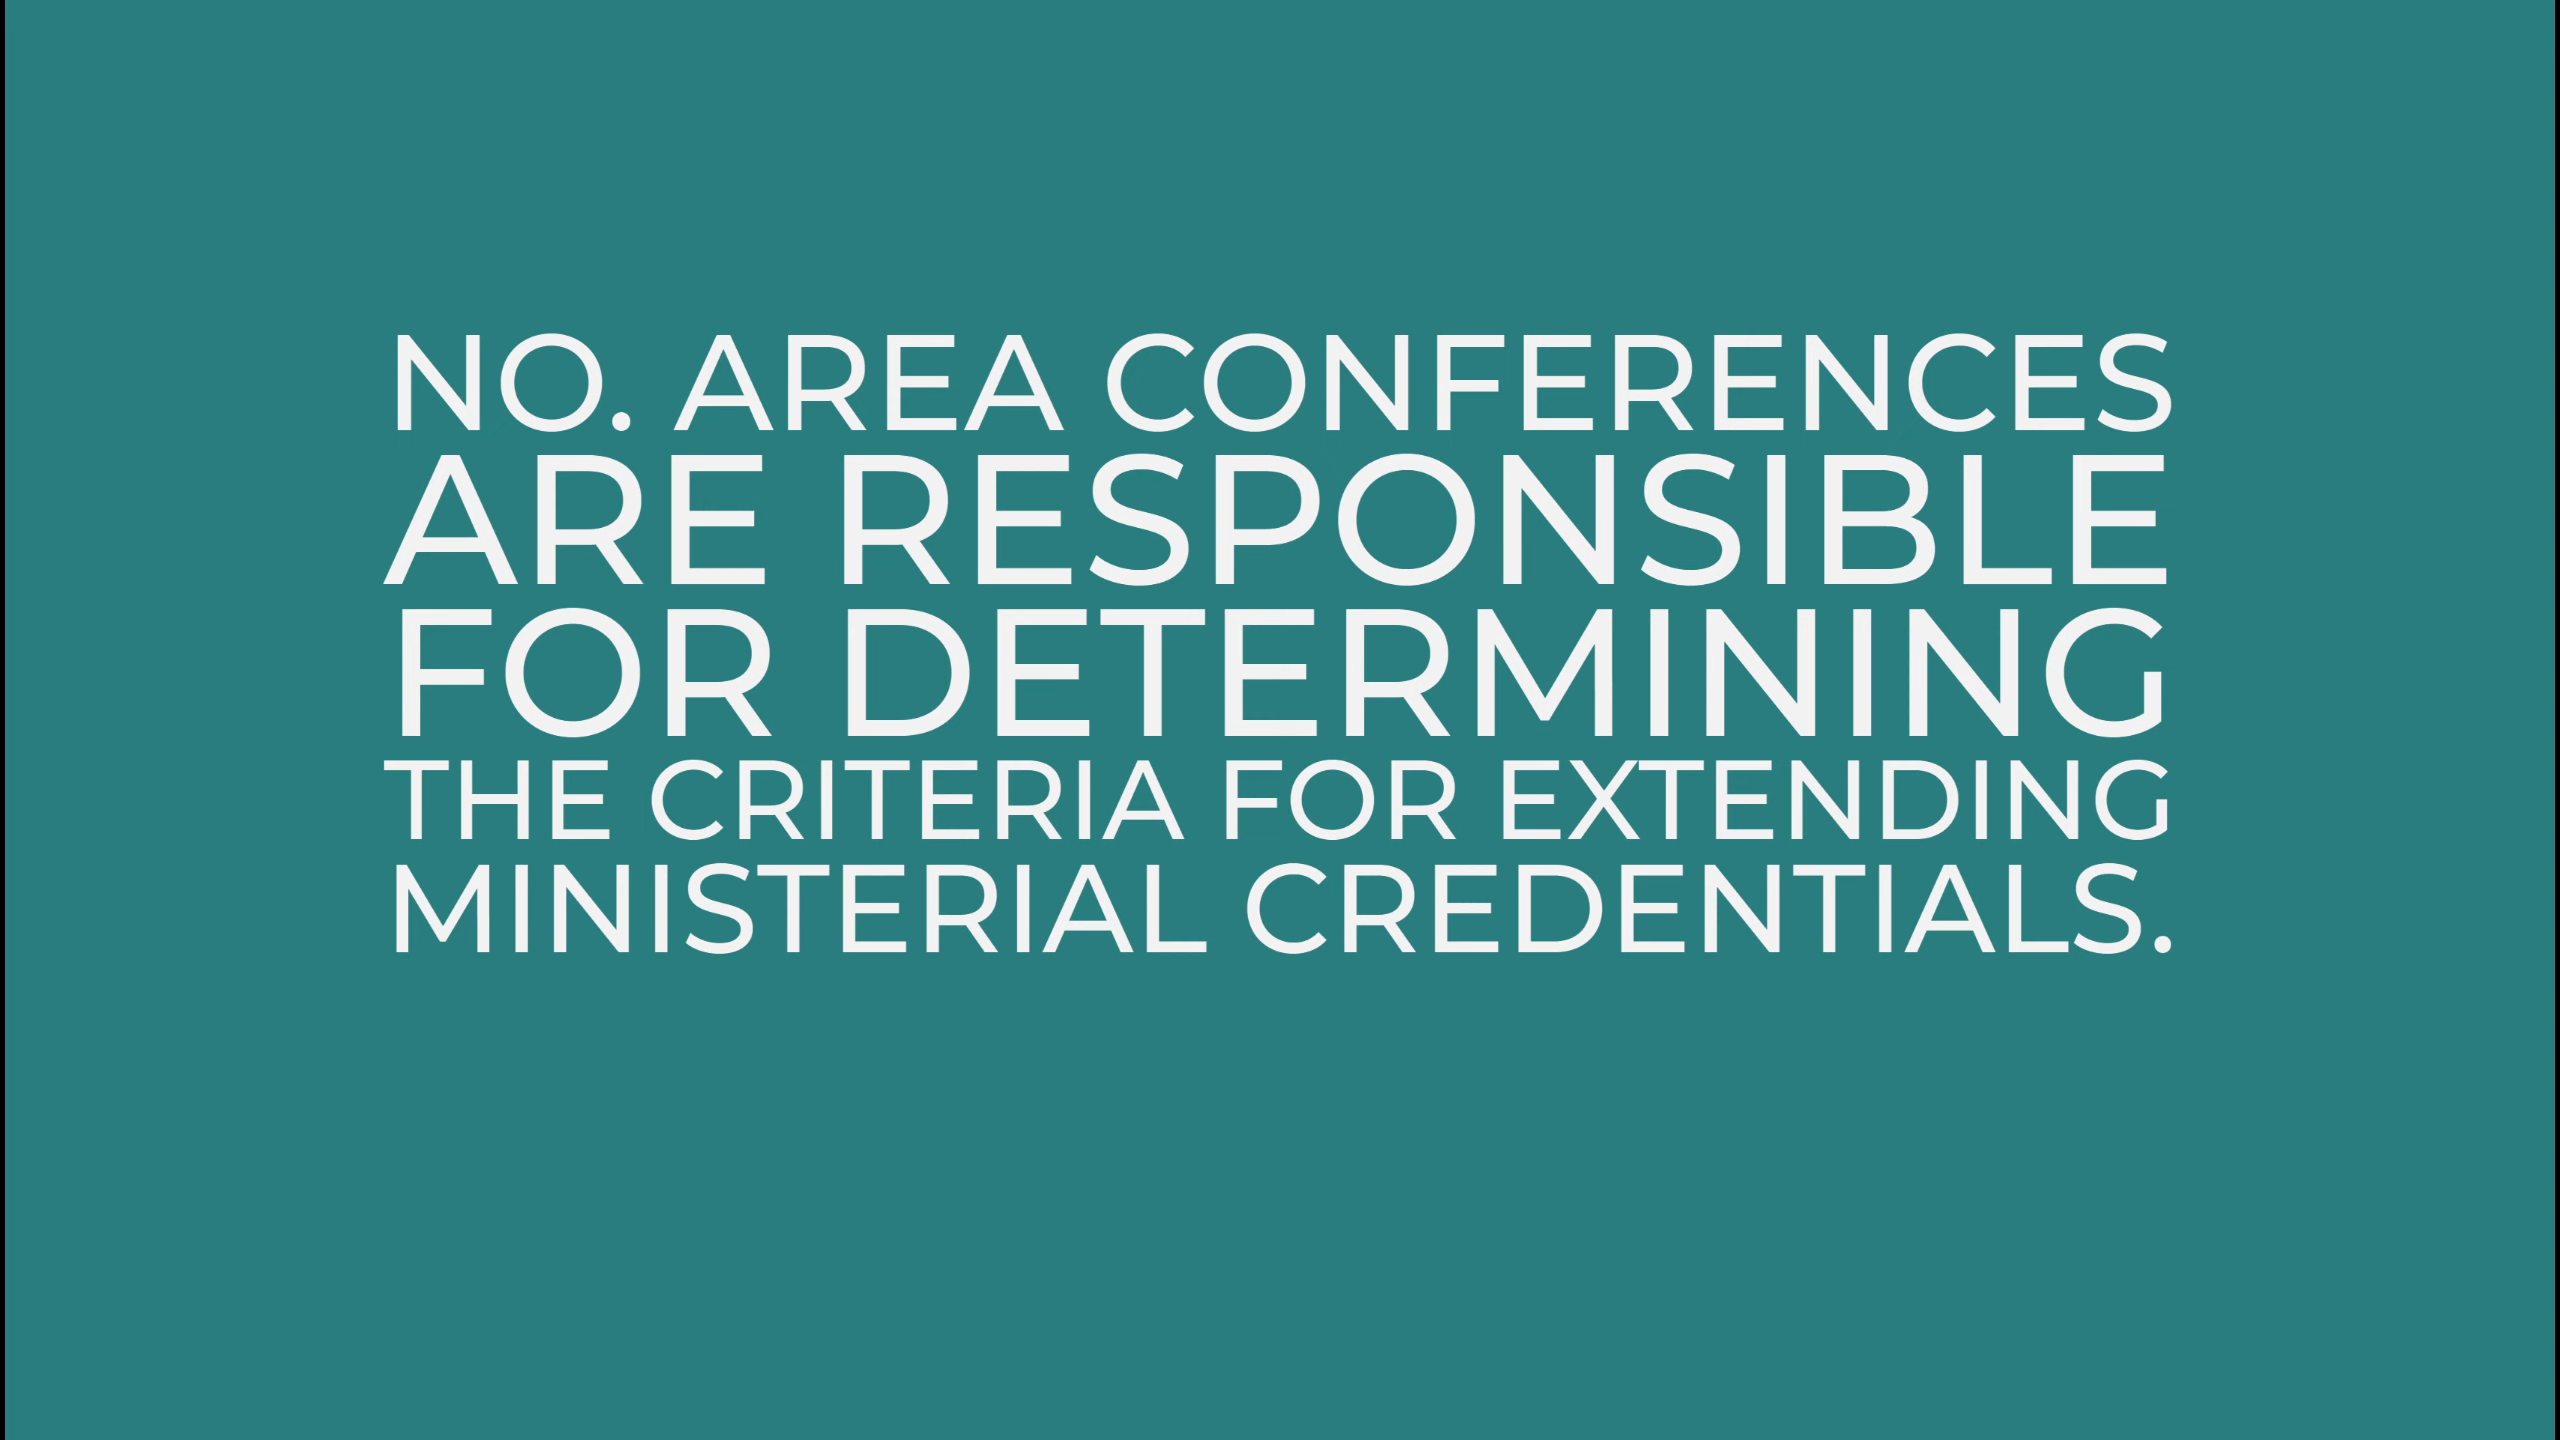 NO. AREA CONFERENCES
ARE RESPONSIBLE
FOR DETERMINING
THE CRITERIA FOR EXTENDING
MINISTERIAL CREDENTIALS.